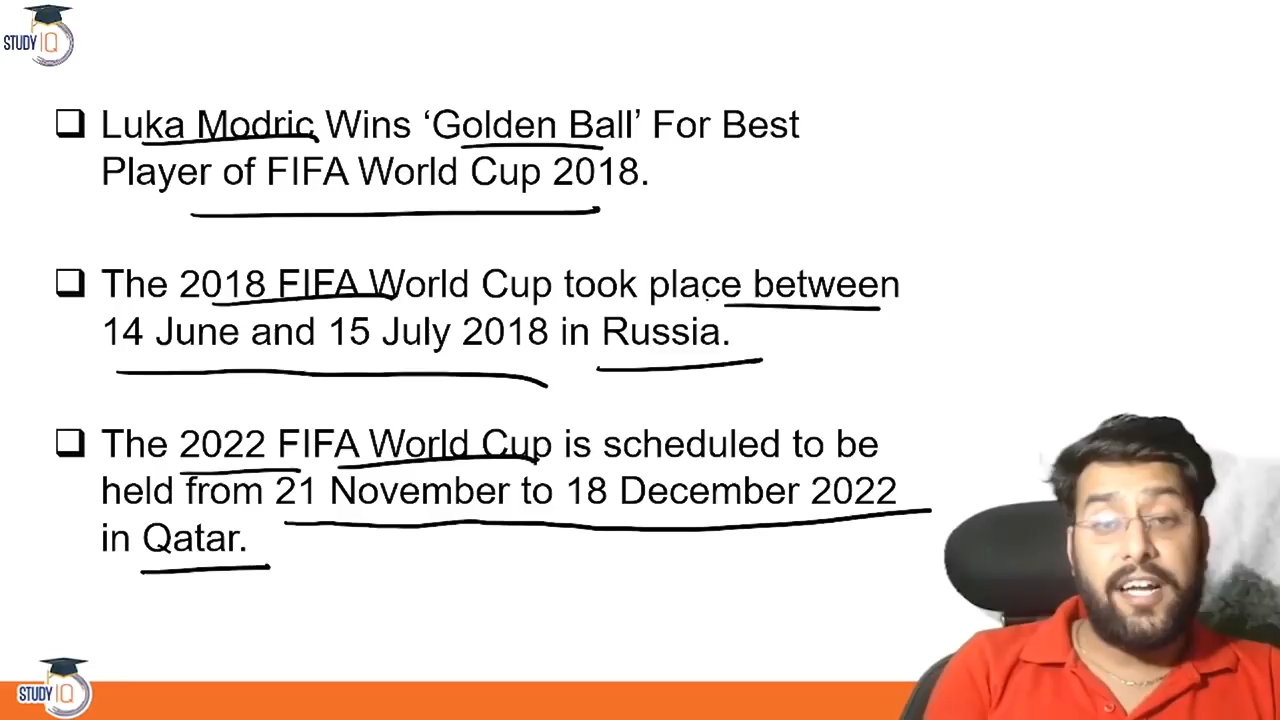 STUDY IQ
❑ Luka Modric Wins ‘Golden Ball’ For Best
Player of FIFA World Cup 2018.
❑ The 2018 FIFA World Cup took place between
14 June and 15 July 2018 in Russia.
❑ The 2022 FIFA World Cup is scheduled to be
held from 21 November to 18 December 2022
in Qatar.
STUDY IQ